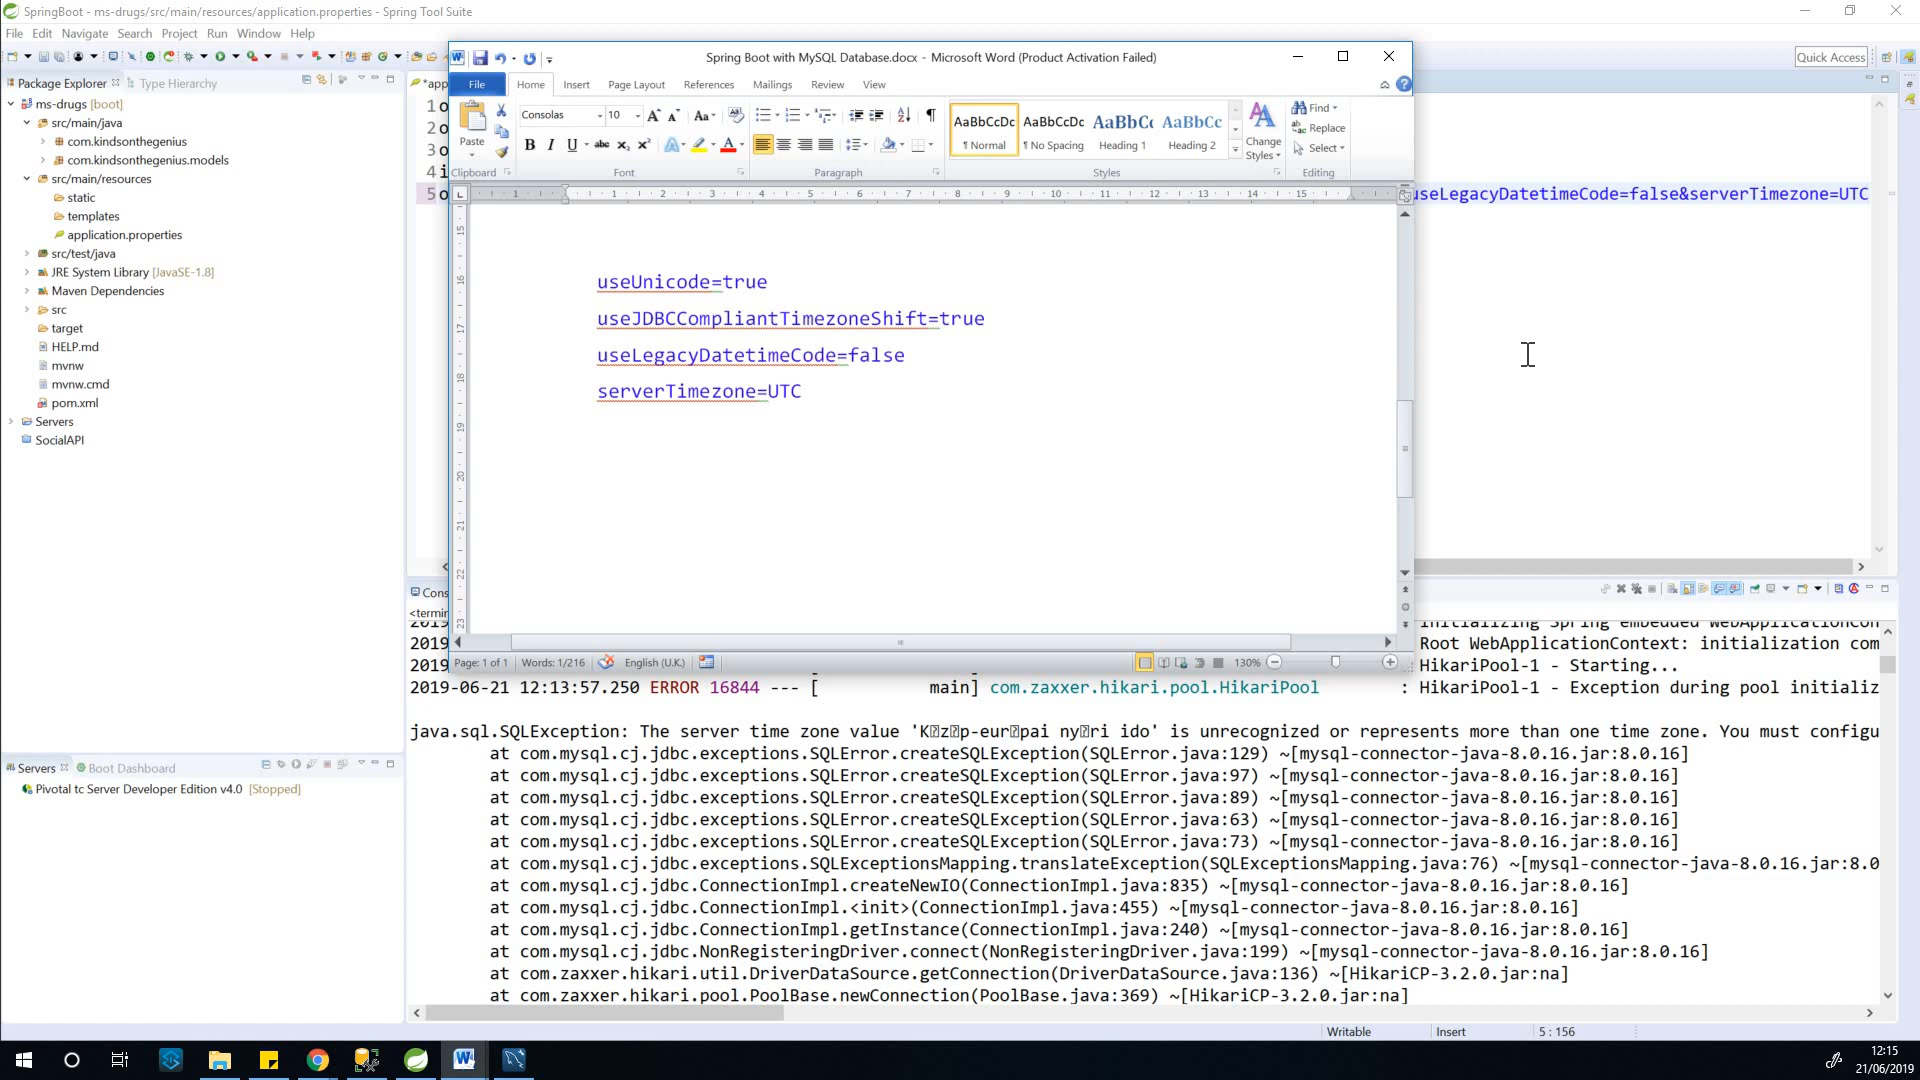 SpringBoot - ms-drugs/src/main/resources/application.properties - Spring Tool Suite
File Edit Navigate Search Project Run Window Help
Quick Access
Package Explorer Type Hierarchy
ms-drugs [boot]
src/main/java
com.kindsonthegenius
com.kindsonthegenius.models
src/main/resources
static
templates
application.properties
src/test/java
JRE System Library [JavaSE-1.8]
Maven Dependencies
src
target
HELP.md
mvnw
mvnw.cmd
pom.xml
Servers
SocialAPI
Servers Boot Dashboard
Pivotal tc Server Developer Edition v4.0 [Stopped]
*app
1
2
3
4
5
useLegacyDatetimeCode=false&serverTimezone=UTC
Spring Boot with MySQL Database.docx - Microsoft Word (Product Activation Failed)
File Home Insert Page Layout References Mailings Review View
Paste
Clipboard
Consolas 10
Font
Paragraph
AaBbCcDc AaBbCcDc AaBbC AaBbCc
¶ Normal ¶ No Spacing Heading 1 Heading 2
Change Styles
Styles
Find
Replace
Select
Editing
useUnicode=true
useJDBCCompliantTimezoneShift=true
useLegacyDatetimeCode=false
serverTimezone=UTC
Page: 1 of 1 Words: 1/216 English (U.K.) 130%
2019
Root WebApplicationContext: initialization com
2019
HikariPool-1 - Starting...
2019-06-21 12:13:57.250 ERROR 16844 --- [ main] com.zaxxer.hikari.pool.HikariPool : HikariPool-1 - Exception during pool initializ
java.sql.SQLException: The server time zone value 'K�z�p-eur�pai ny�ri ido' is unrecognized or represents more than one time zone. You must configu
at com.mysql.cj.jdbc.exceptions.SQLError.createSQLException(SQLError.java:129) ~[mysql-connector-java-8.0.16.jar:8.0.16]
at com.mysql.cj.jdbc.exceptions.SQLError.createSQLException(SQLError.java:97) ~[mysql-connector-java-8.0.16.jar:8.0.16]
at com.mysql.cj.jdbc.exceptions.SQLError.createSQLException(SQLError.java:89) ~[mysql-connector-java-8.0.16.jar:8.0.16]
at com.mysql.cj.jdbc.exceptions.SQLError.createSQLException(SQLError.java:63) ~[mysql-connector-java-8.0.16.jar:8.0.16]
at com.mysql.cj.jdbc.exceptions.SQLError.createSQLException(SQLError.java:73) ~[mysql-connector-java-8.0.16.jar:8.0.16]
at com.mysql.cj.jdbc.exceptions.SQLExceptionsMapping.translateException(SQLExceptionsMapping.java:76) ~[mysql-connector-java-8.0.16.jar:8.0
at com.mysql.cj.jdbc.ConnectionImpl.createNewIO(ConnectionImpl.java:835) ~[mysql-connector-java-8.0.16.jar:8.0.16]
at com.mysql.cj.jdbc.ConnectionImpl.<init>(ConnectionImpl.java:455) ~[mysql-connector-java-8.0.16.jar:8.0.16]
at com.mysql.cj.jdbc.ConnectionImpl.getInstance(ConnectionImpl.java:240) ~[mysql-connector-java-8.0.16.jar:8.0.16]
at com.mysql.cj.jdbc.NonRegisteringDriver.connect(NonRegisteringDriver.java:199) ~[mysql-connector-java-8.0.16.jar:8.0.16]
at com.zaxxer.hikari.util.DriverDataSource.getConnection(DriverDataSource.java:136) ~[HikariCP-3.2.0.jar:na]
at com.zaxxer.hikari.pool.PoolBase.newConnection(PoolBase.java:369) ~[HikariCP-3.2.0.jar:na]
Writable Insert 5 : 156
12:15
21/06/2019